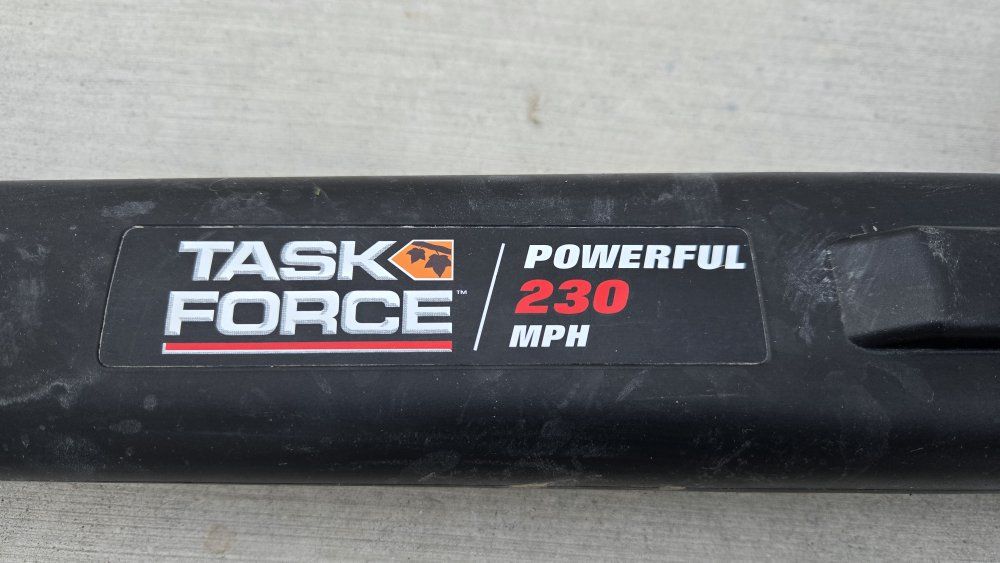 TASK
FORCE™
POWERFUL
230
MPH